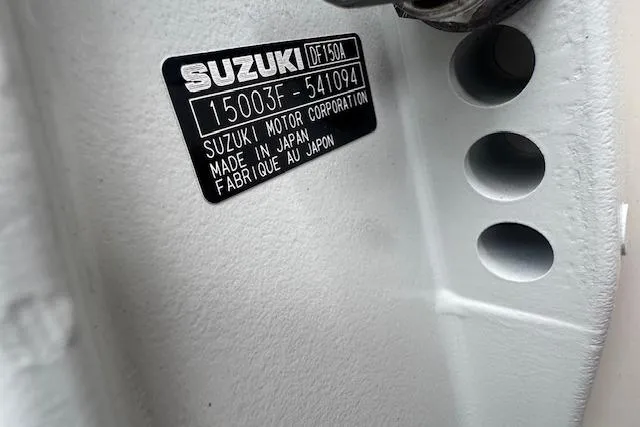 SUZUKI DF150A
15003F-541094
SUZUKI MOTOR CORPORATION
MADE IN JAPAN
FABRIQUE AU JAPON